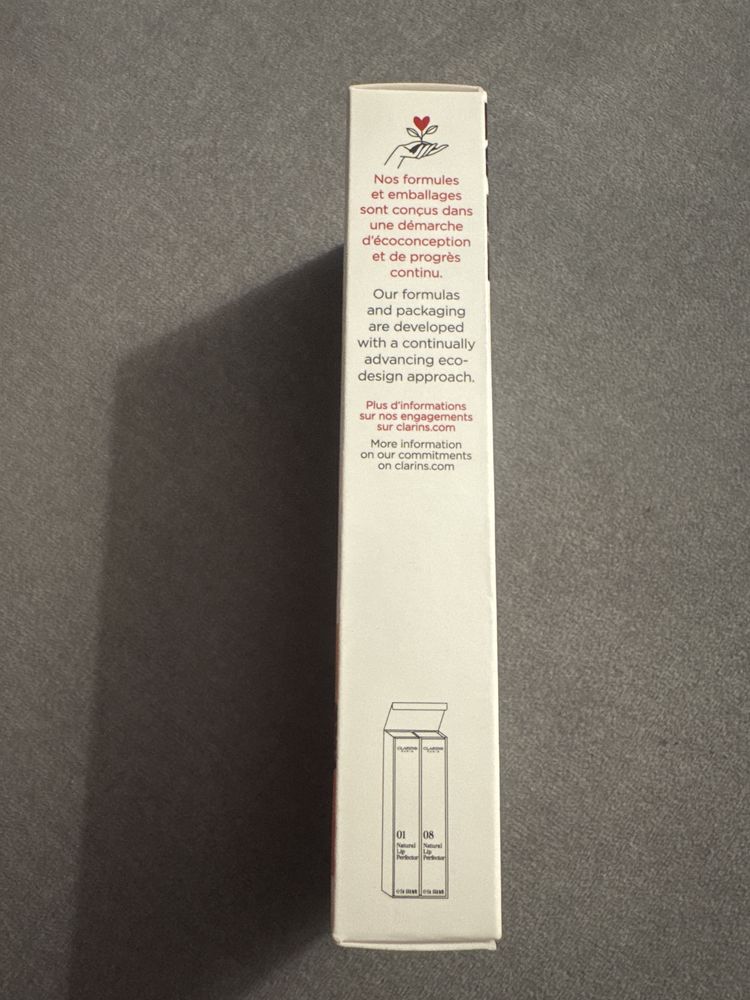 Nos formules
et emballages
sont conçus dans
une démarche
d'écoconception
et de progrès
continu.
Our formulas
and packaging
are developed
with a continually
advancing eco-
design approach.
Plus d'informations
sur nos engagements
sur clarins.com
More information
on our commitments
on clarins.com
CLARINS
PARIS
01
Natural
Lip
Perfector
CLARINS
PARIS
08
Natural
Lip
Perfector